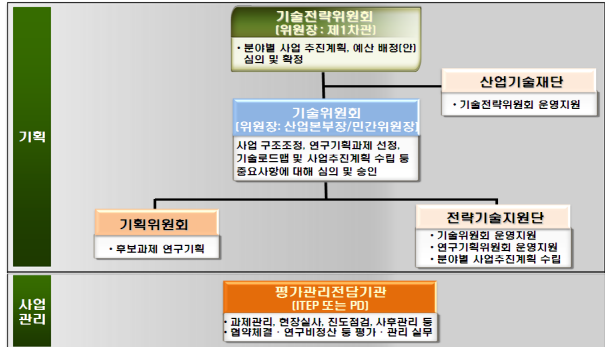 기술전략위원회
(위원장 : 제1차관)
· 분야별 사업 추진계획, 예산 배정(안)
심의 및 확정
산업기술재단
· 기술전략위원회 운영지원
기획
기술위원회
(위원장: 산업본부장/민간위원장)
사업 구조조정, 연구기획과제 선정,
기술로드맵 및 사업추진계획 수립 등
중요사항에 대해 심의 및 승인
기획위원회
· 후보과제 연구기획
전략기술지원단
· 기술위원회 운영지원
· 연구기획위원회 운영지원
· 분야별 사업추진계획 수립
사업
관리
평가관리전담기관
(ITEP 또는 PD)
· 과제관리, 현장실사, 진도점검, 사후관리 등
· 협약체결 · 연구비정산 등 평가 · 관리 실무